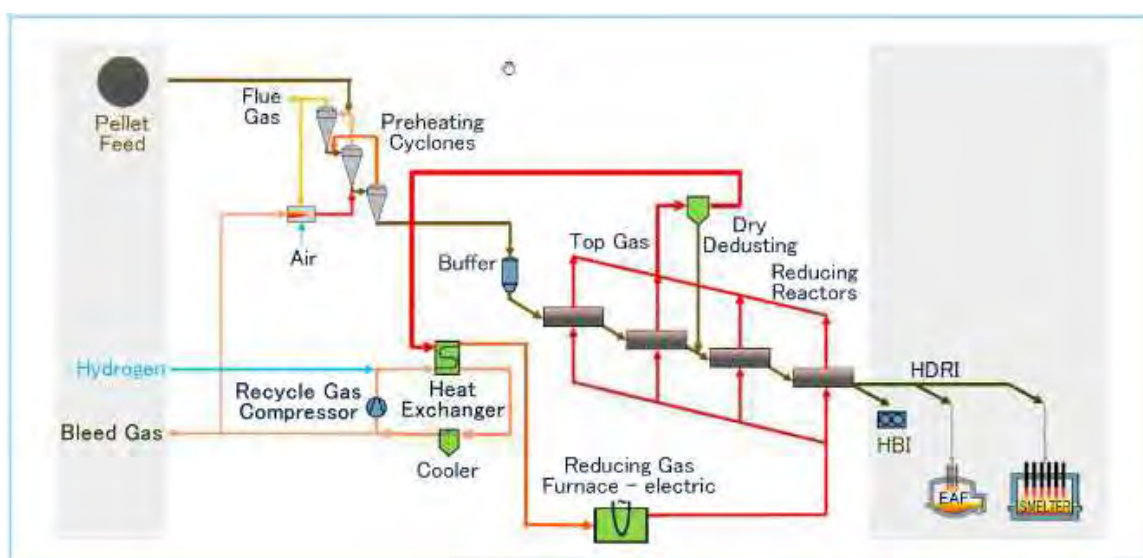 Pellet
Feed
Flue
Gas
Preheating
Cyclones
Air
Buffer
Top Gas
Dry
Dedusting
Reducing
Reactors
Hydrogen
Recycle Gas
Compressor
Heat
Exchanger
Bleed Gas
Cooler
Reducing Gas
Furnace - electric
HDRI
HBI
EAF
SMELTER